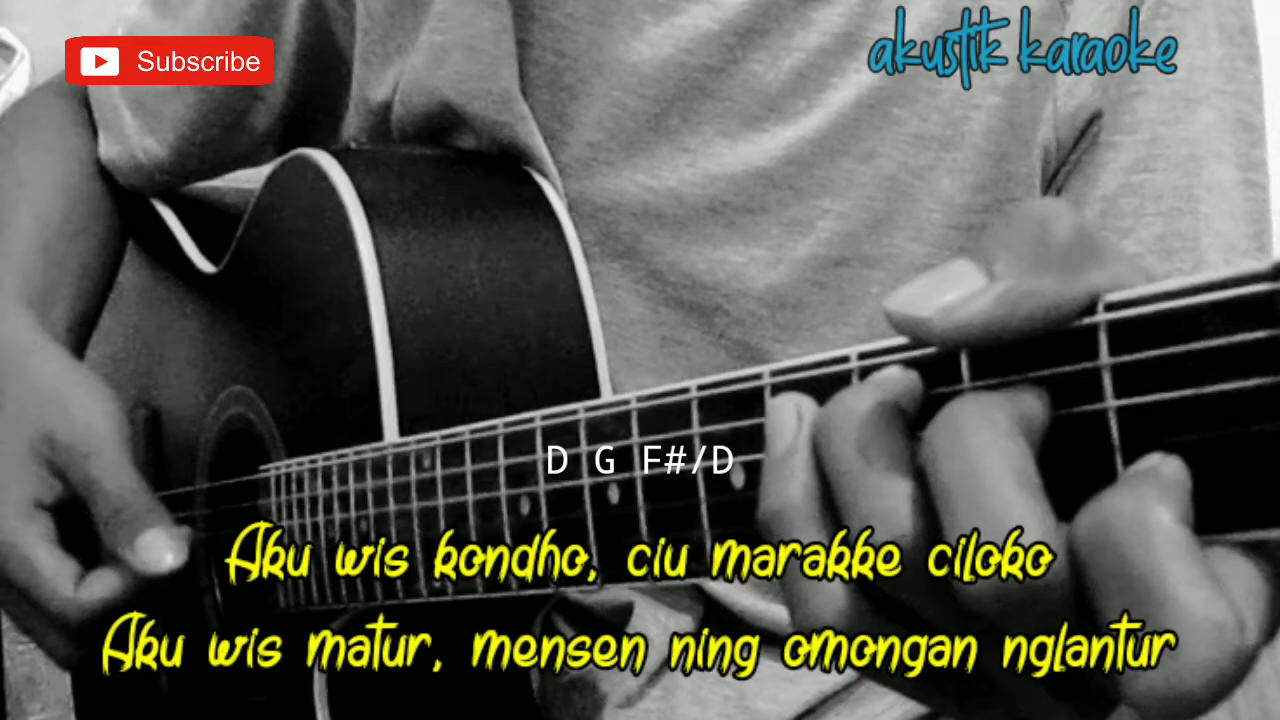 Subscribe
akustik karaoke
D G F#/D
Aku wis kondho, ciu marakke ciloko
Aku wis matur, mensen ning omongan nglantur